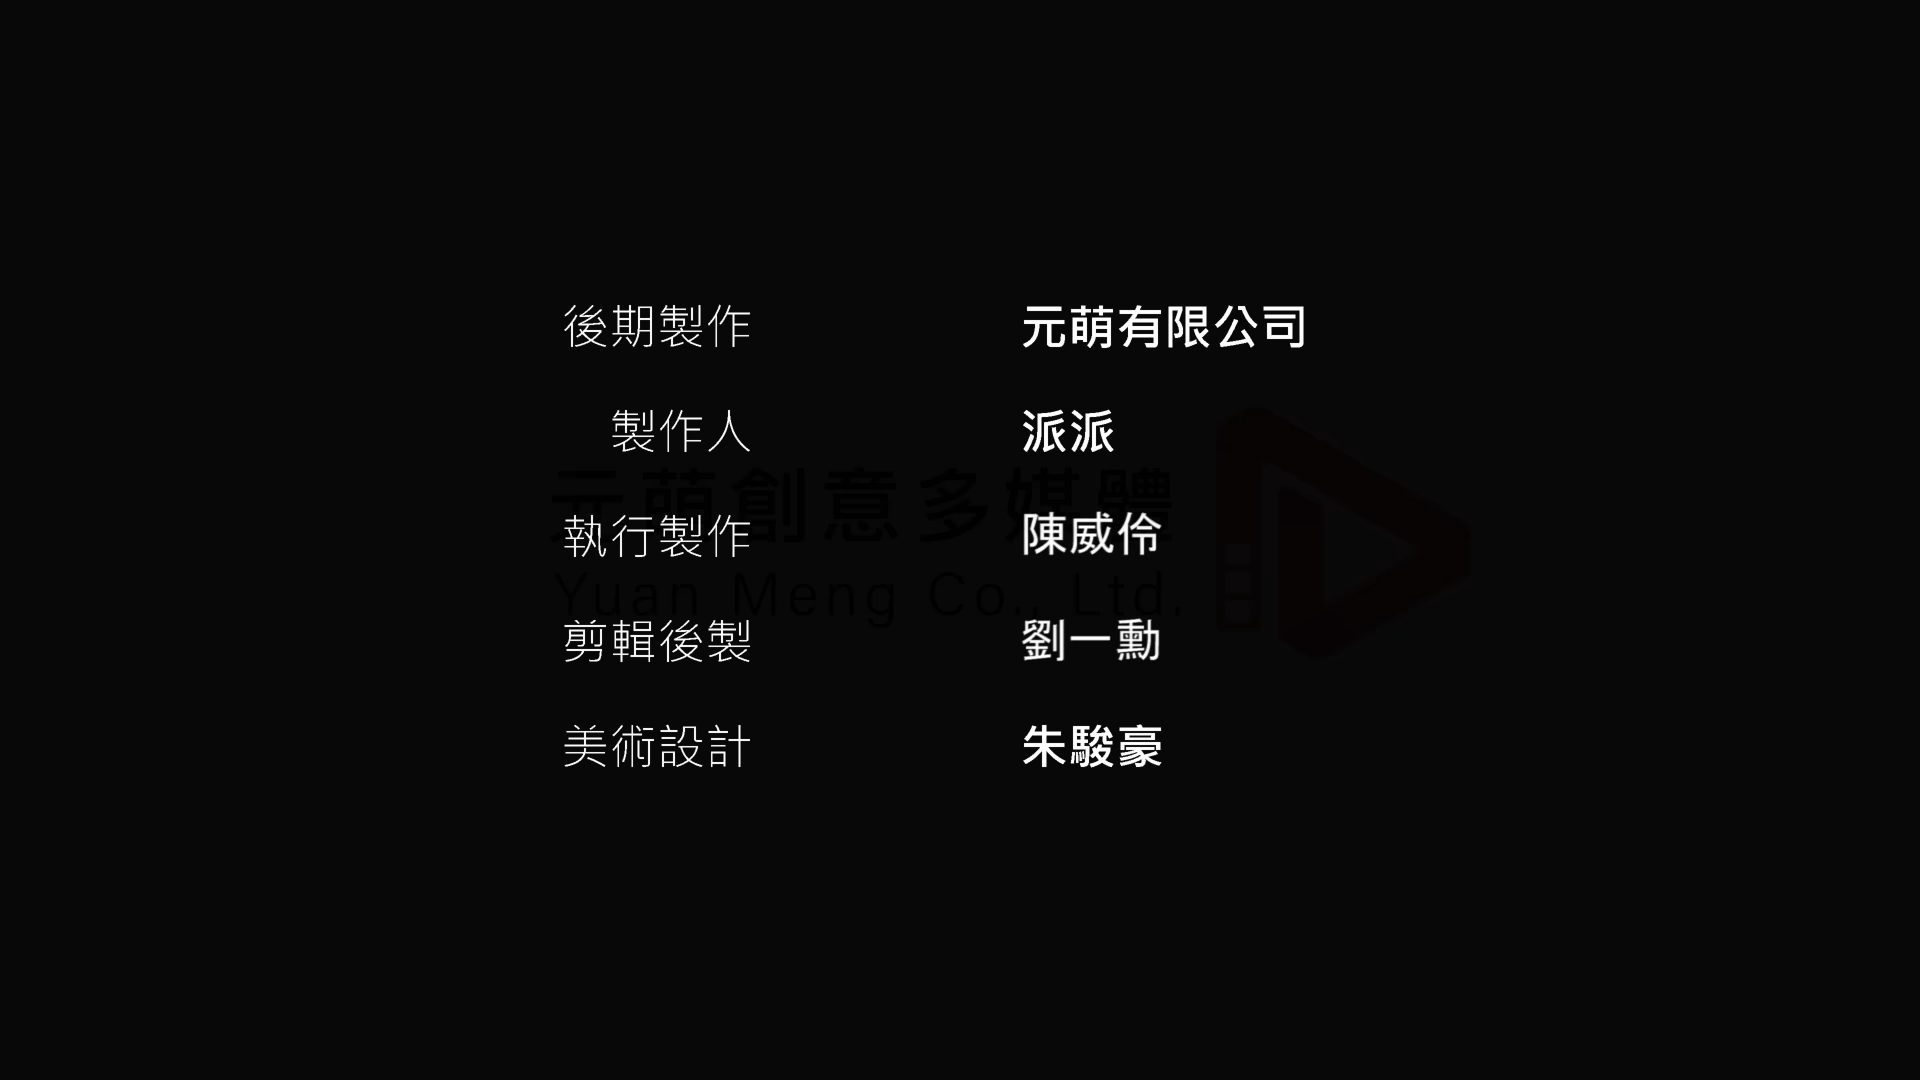 後期製作 元萌有限公司
製作人 派派
元萌創意多媒體
執行製作 陳威伶
Yuan Meng Co., Ltd.
剪輯後製 劉一勳
美術設計 朱駿豪